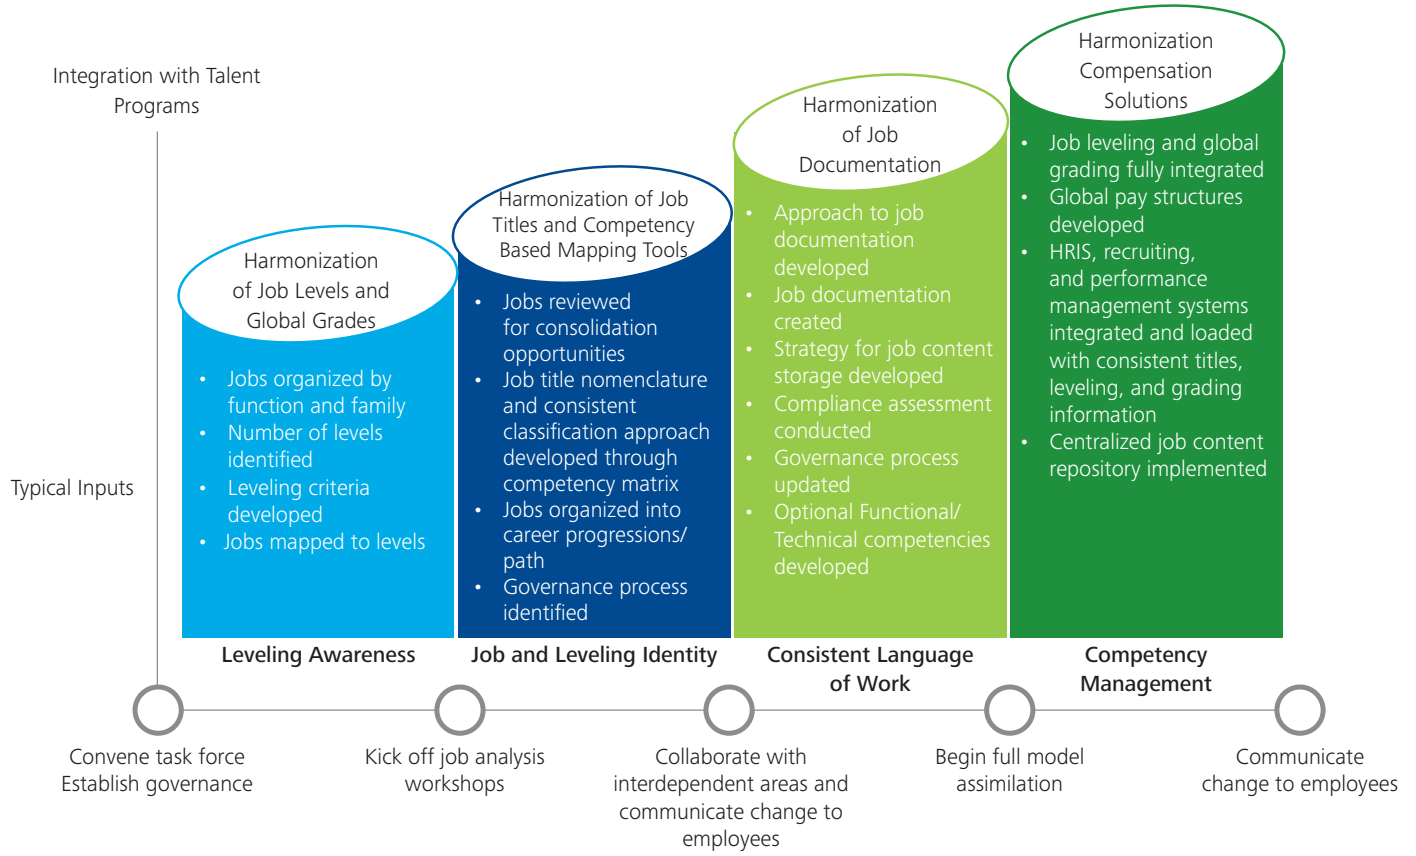 Integration with Talent
Programs
Typical Inputs
Harmonization
of Job Levels and
Global Grades
• Jobs organized by
function and family
• Number of levels
identified
• Leveling criteria
developed
• Jobs mapped to levels
Leveling Awareness
Harmonization of Job
Titles and Competency
Based Mapping Tools
• Jobs reviewed
for consolidation
opportunities
• Job title nomenclature
and consistent
classification approach
developed through
competency matrix
• Jobs organized into
career progressions/
path
• Governance process
identified
Job and Leveling Identity
Harmonization
of Job
Documentation
• Approach to job
documentation
developed
• Job documentation
created
• Strategy for job content
storage developed
• Compliance assessment
conducted
• Governance process
updated
• Optional Functional/
Technical competencies
developed
Consistent Language
of Work
Harmonization
Compensation
Solutions
• Job leveling and global
grading fully integrated
• Global pay structures
developed
• HRIS, recruiting,
and performance
management systems
integrated and loaded
with consistent titles,
leveling, and grading
information
• Centralized job content
repository implemented
Competency
Management
Convene task force
Establish governance
Kick off job analysis
workshops
Collaborate with
interdependent areas and
communicate change to
employees
Begin full model
assimilation
Communicate
change to employees